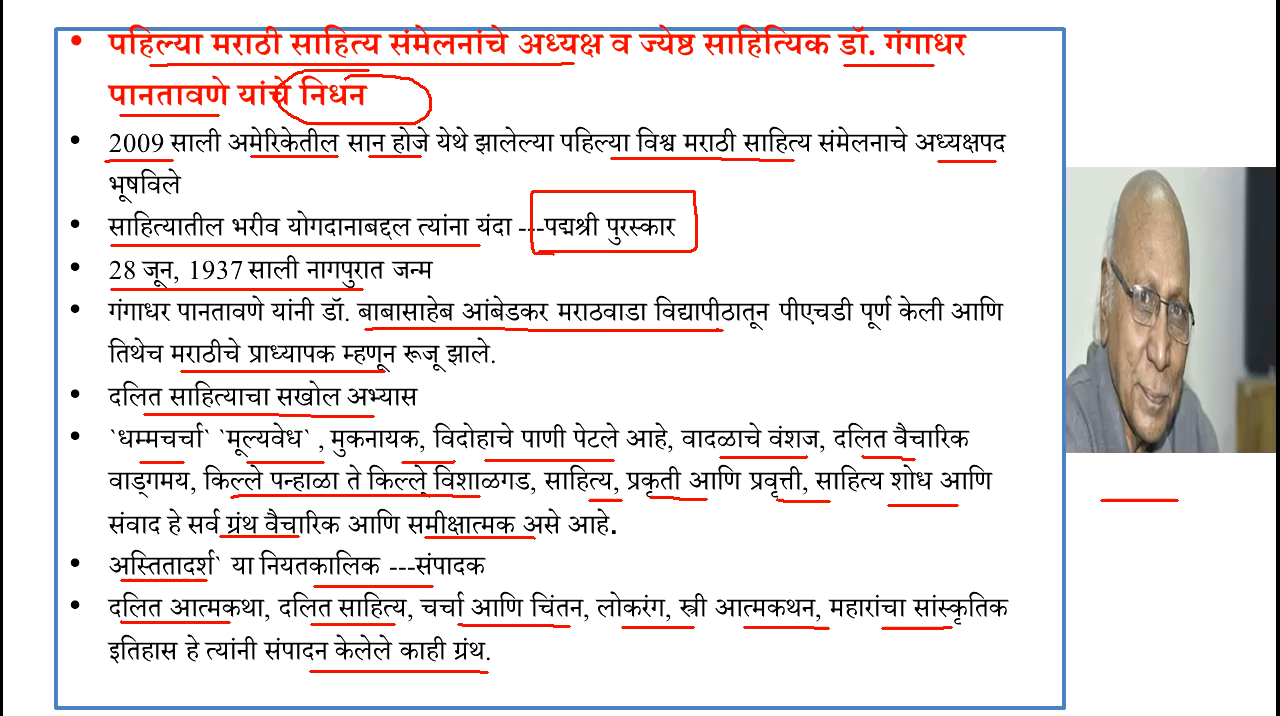 • पहिल्या मराठी साहित्य संमेलनांचे अध्यक्ष व ज्येष्ठ साहित्यिक डॉ. गंगाधर
पानतावणे यांचे निधन
• 2009 साली अमेरिकेतील सान होजे येथे झालेल्या पहिल्या विश्व मराठी साहित्य संमेलनाचे अध्यक्षपद
भूषविले
• साहित्यातील भरीव योगदानाबद्दल त्यांना यंदा ---पद्मश्री पुरस्कार
• 28 जून, 1937 साली नागपुरात जन्म
• गंगाधर पानतावणे यांनी डॉ. बाबासाहेब आंबेडकर मराठवाडा विद्यापीठातून पीएचडी पूर्ण केली आणि
तिथेच मराठीचे प्राध्यापक म्हणून रूजू झाले.
• दलित साहित्याचा सखोल अभ्यास
• `धम्मचर्चा` `मूल्यवेध` , मुकनायक, विदोहाचे पाणी पेटले आहे, वादळाचे वंशज, दलित वैचारिक
वाड्गमय, किल्ले पन्हाळा ते किल्ले विशाळगड, साहित्य, प्रकृती आणि प्रवृत्ती, साहित्य शोध आणि
संवाद हे सर्व ग्रंथ वैचारिक आणि समीक्षात्मक असे आहे.
• अस्तितादर्श` या नियतकालिक ---संपादक
• दलित आत्मकथा, दलित साहित्य, चर्चा आणि चिंतन, लोकरंग, स्त्री आत्मकथन, महारांचा सांस्कृतिक
इतिहास हे त्यांनी संपादन केलेले काही ग्रंथ.